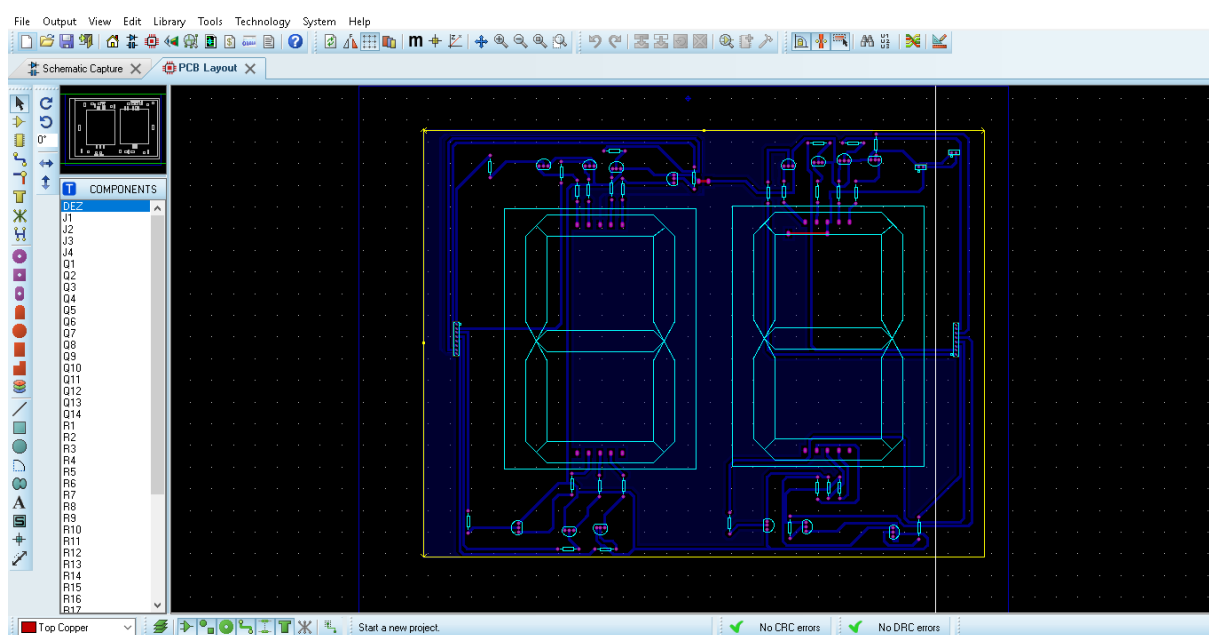 File Output View Edit Library Tools Technology System Help
Schematic Capture PCB Layout
0°
T COMPONENTS
DEZ
J1
J2
J3
J4
Q1
Q2
Q3
Q4
Q5
Q6
Q7
Q8
Q9
Q10
Q11
Q12
Q13
Q14
R1
R2
R3
R4
R5
R6
R7
R8
R9
R10
R11
R12
R13
R14
R15
R16
R17
Top Copper Start a new project. No CRC errors No DRC errors